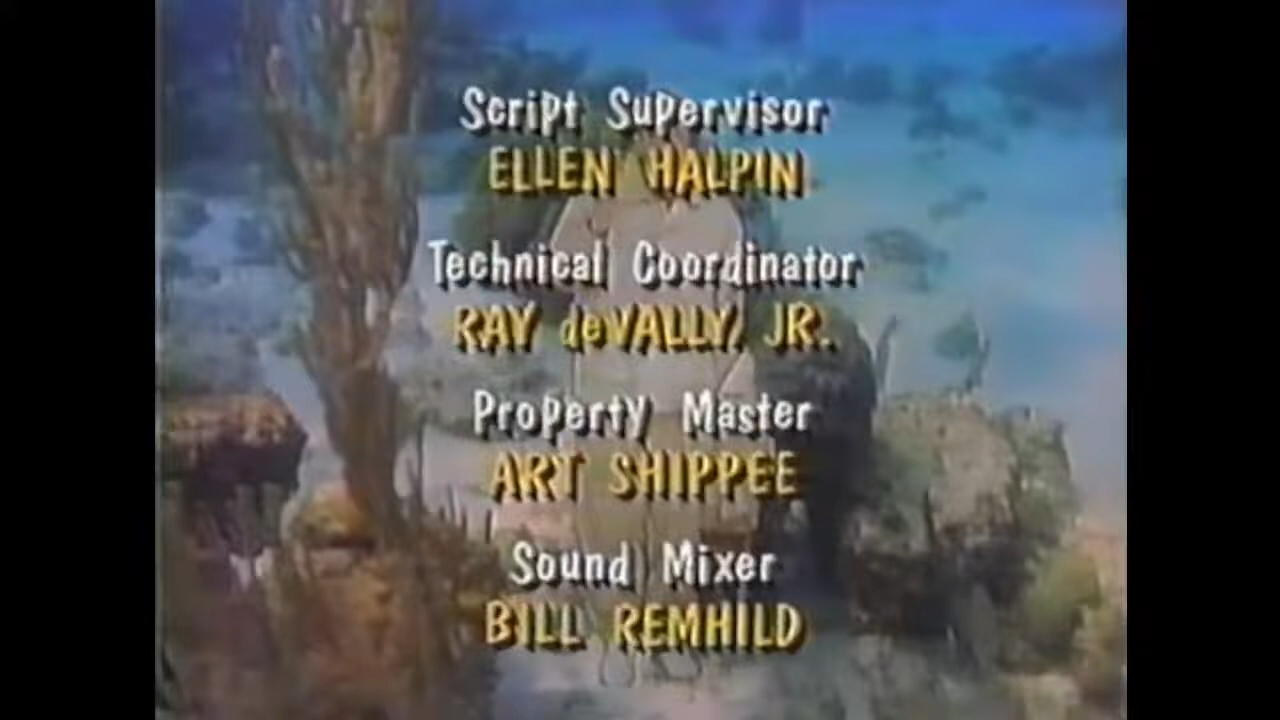 Script Supervisor
ELLEN HALPIN
Technical Coordinator
RAY deVALLY, JR.
Property Master
ART SHIPPEE
Sound Mixer
BILL REMHILD